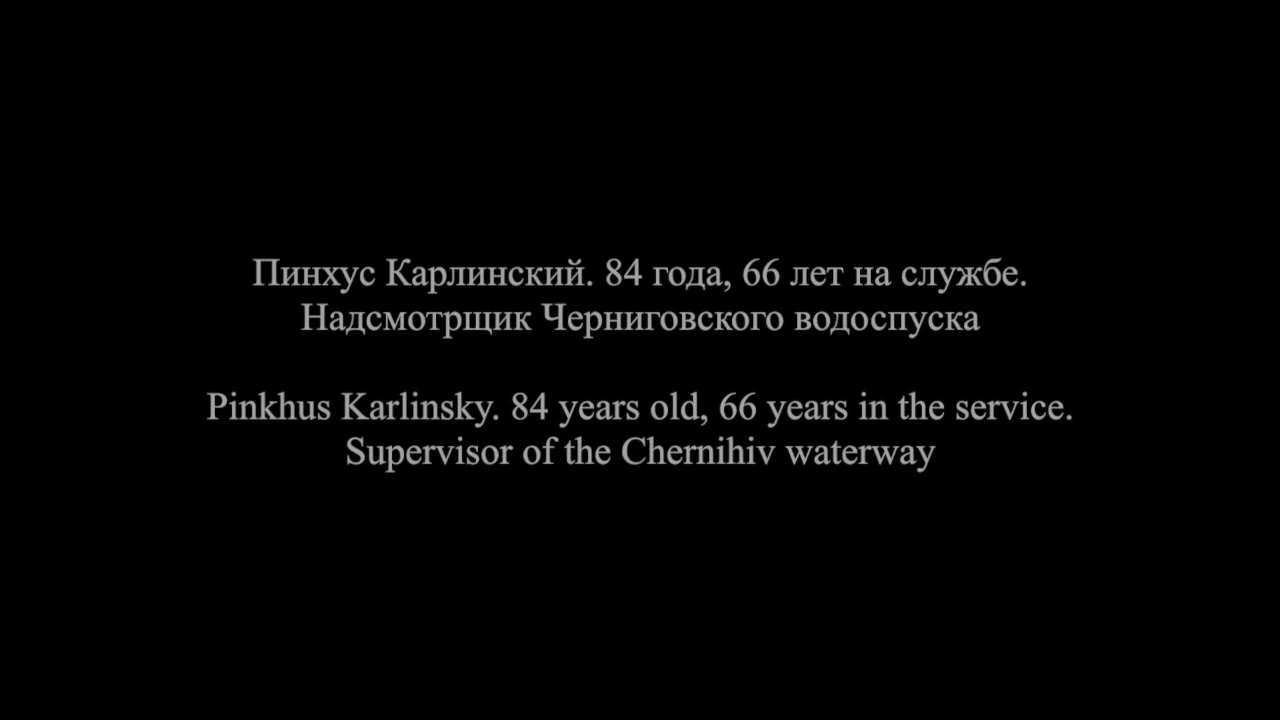 Пинхус Карлинский. 84 года, 66 лет на службе.
Надсмотрщик Черниговского водоспуска
Pinkhus Karlinsky. 84 years old, 66 years in the service.
Supervisor of the Chernihiv waterway